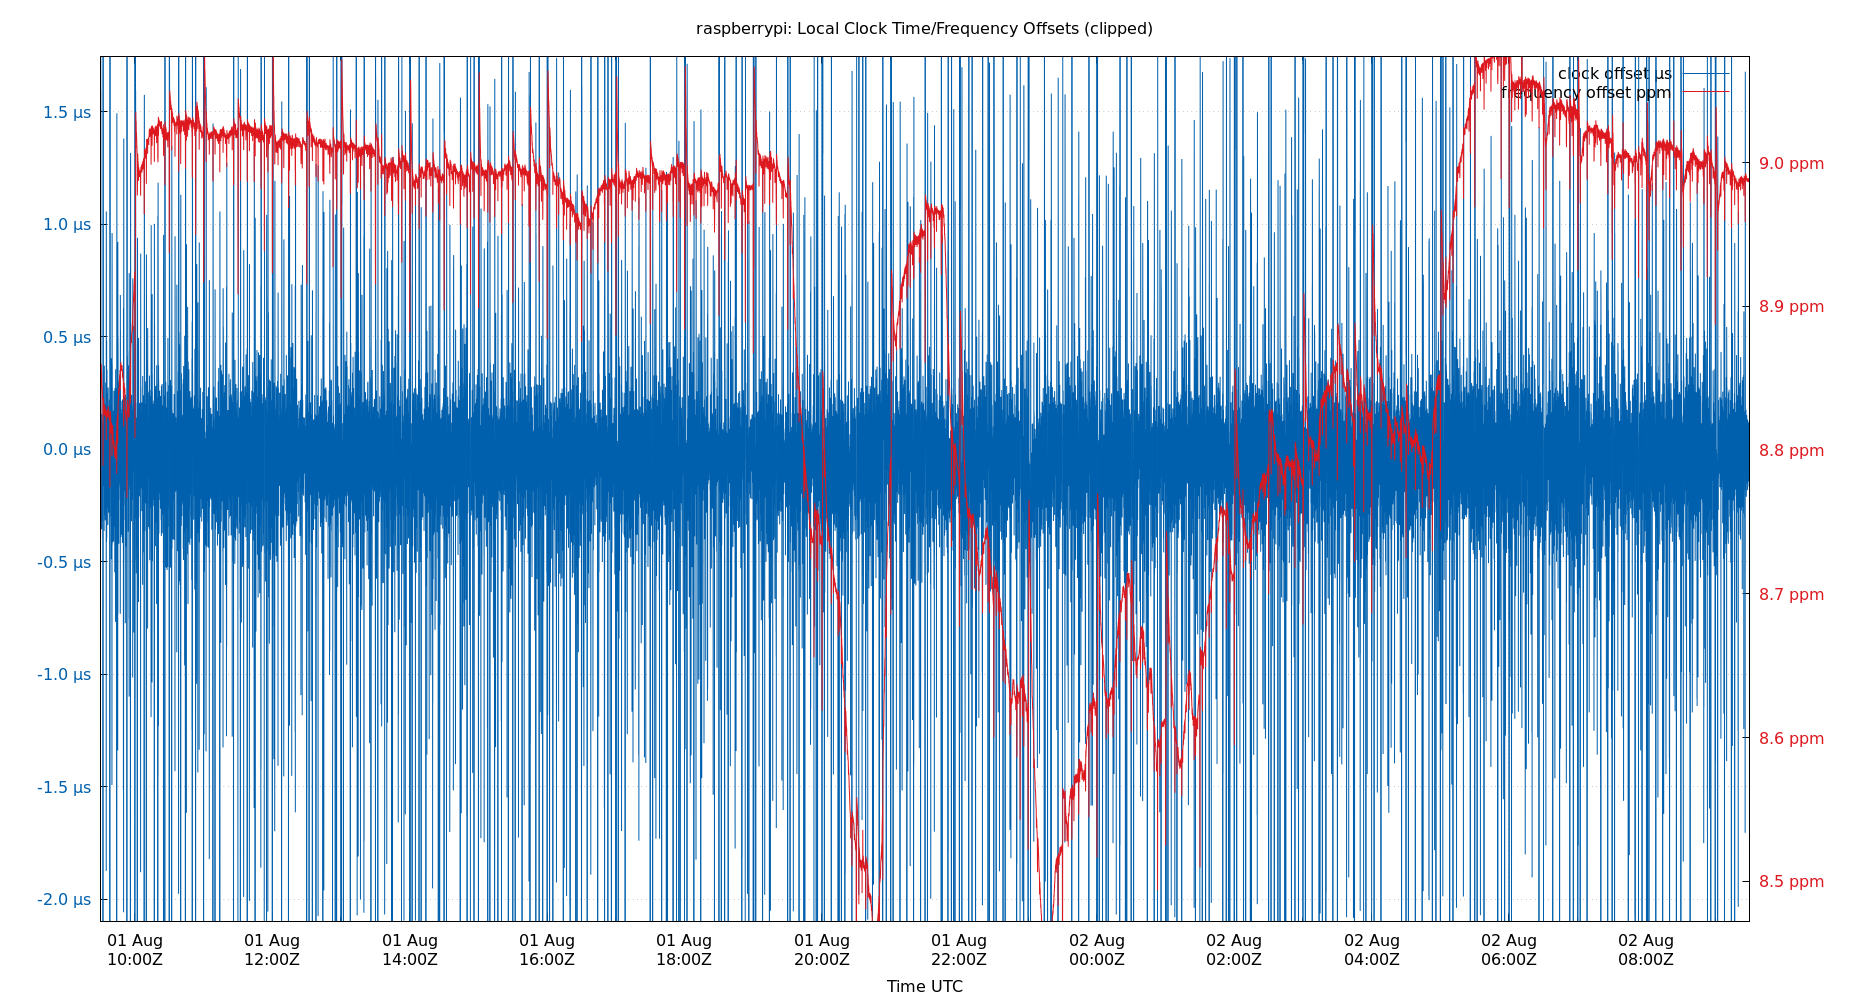 raspberrypi: Local Clock Time/Frequency Offsets (clipped)
clock offset µs
frequency offset ppm
1.5 µs
1.0 µs
0.5 µs
0.0 µs
-0.5 µs
-1.0 µs
-1.5 µs
-2.0 µs
9.0 ppm
8.9 ppm
8.8 ppm
8.7 ppm
8.6 ppm
8.5 ppm
01 Aug 01 Aug 01 Aug 01 Aug 01 Aug 01 Aug 01 Aug 02 Aug 02 Aug 02 Aug 02 Aug 02 Aug
10:00Z 12:00Z 14:00Z 16:00Z 18:00Z 20:00Z 22:00Z 00:00Z 02:00Z 04:00Z 06:00Z 08:00Z
Time UTC